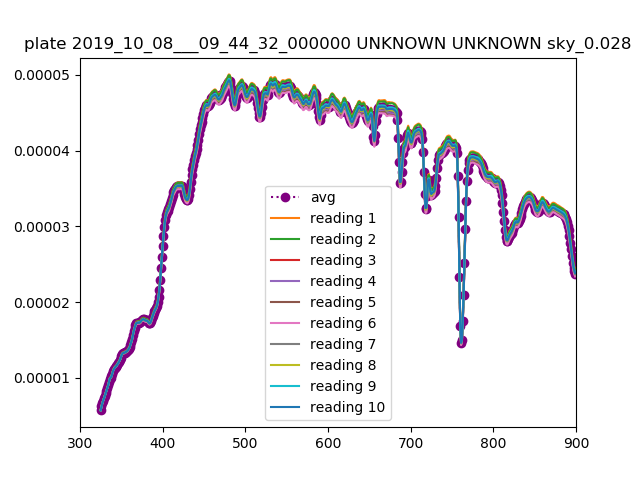 plate 2019_10_08___09_44_32_000000 UNKNOWN UNKNOWN sky_0.028
0.00005
0.00004
0.00003
0.00002
0.00001
avg
reading 1
reading 2
reading 3
reading 4
reading 5
reading 6
reading 7
reading 8
reading 9
reading 10
300 400 500 600 700 800 900